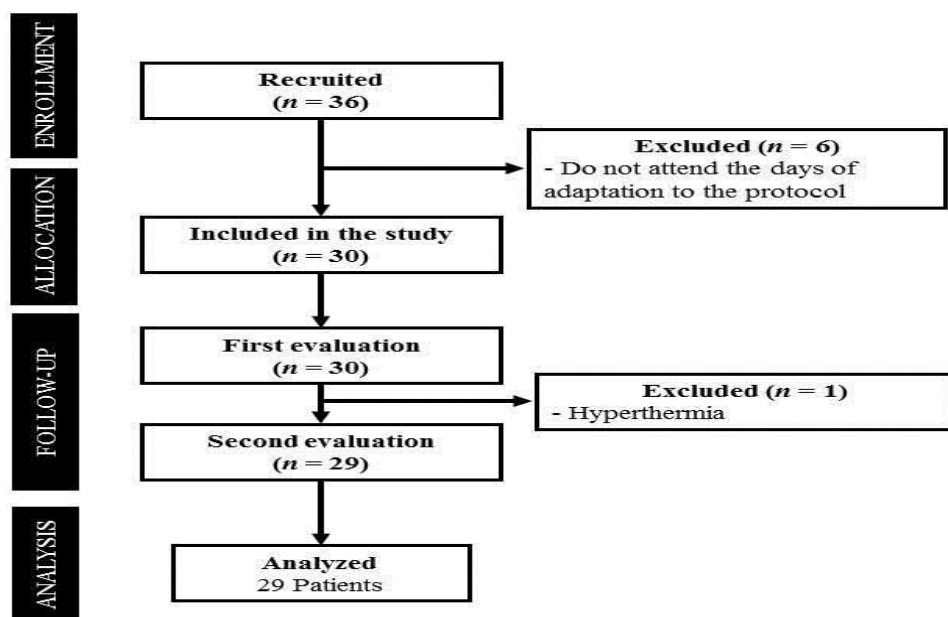 ENROLLMENT
Recruited
(n = 36)
Excluded (n = 6)
- Do not attend the days of
adaptation to the protocol
ALLOCATION
Included in the study
(n = 30)
FOLLOW-UP
First evaluation
(n = 30)
Excluded (n = 1)
- Hyperthermia
Second evaluation
(n = 29)
ANALYSIS
Analyzed
29 Patients